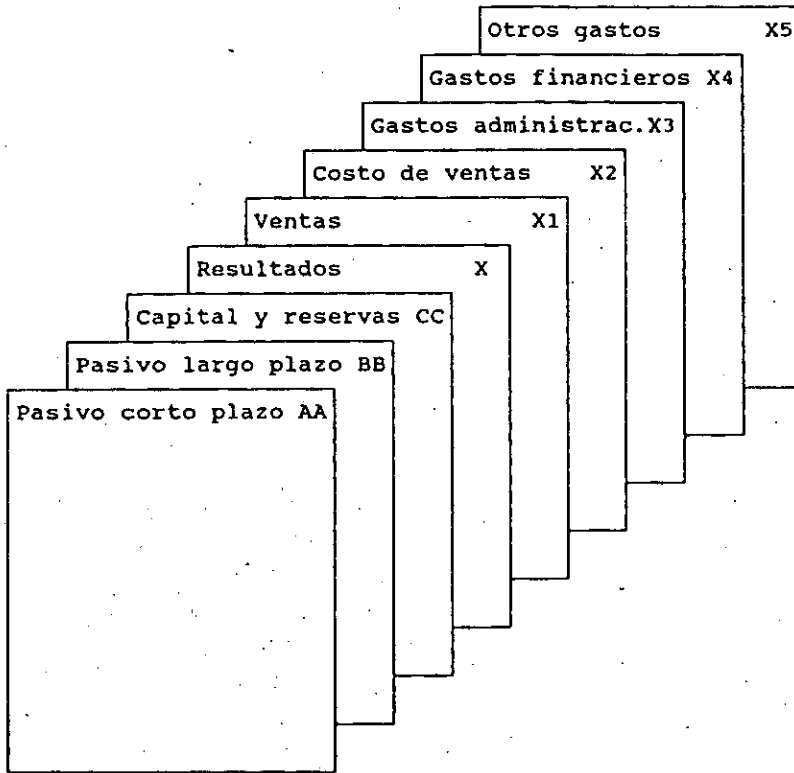 Otros gastos X5
Gastos financieros X4
Gastos administrac.X3
Costo de ventas X2
Ventas X1
Resultados X
Capital y reservas CC
Pasivo largo plazo BB
Pasivo corto plazo AA